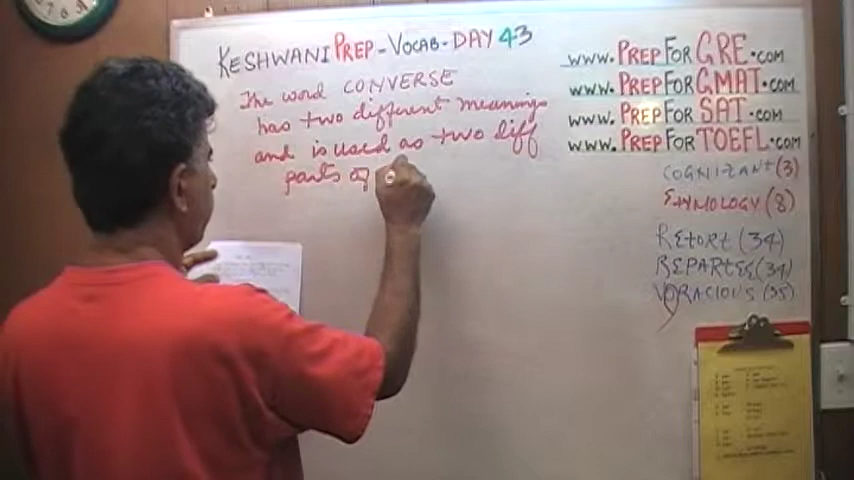 KESHWANI PREP - VOCAB - DAY 43
The word CONVERSE
has two different meanings
and is used as two diff
parts of
www.PREPFORGRE.com
www.PREPFORGMAT.com
www.PREPFORSAT.com
www.PREPFORTOEFL.com
COGNIZANT (3)
ETYMOLOGY (8)
RETORT (34)
REPARTEE (34)
VORACIOUS (35)